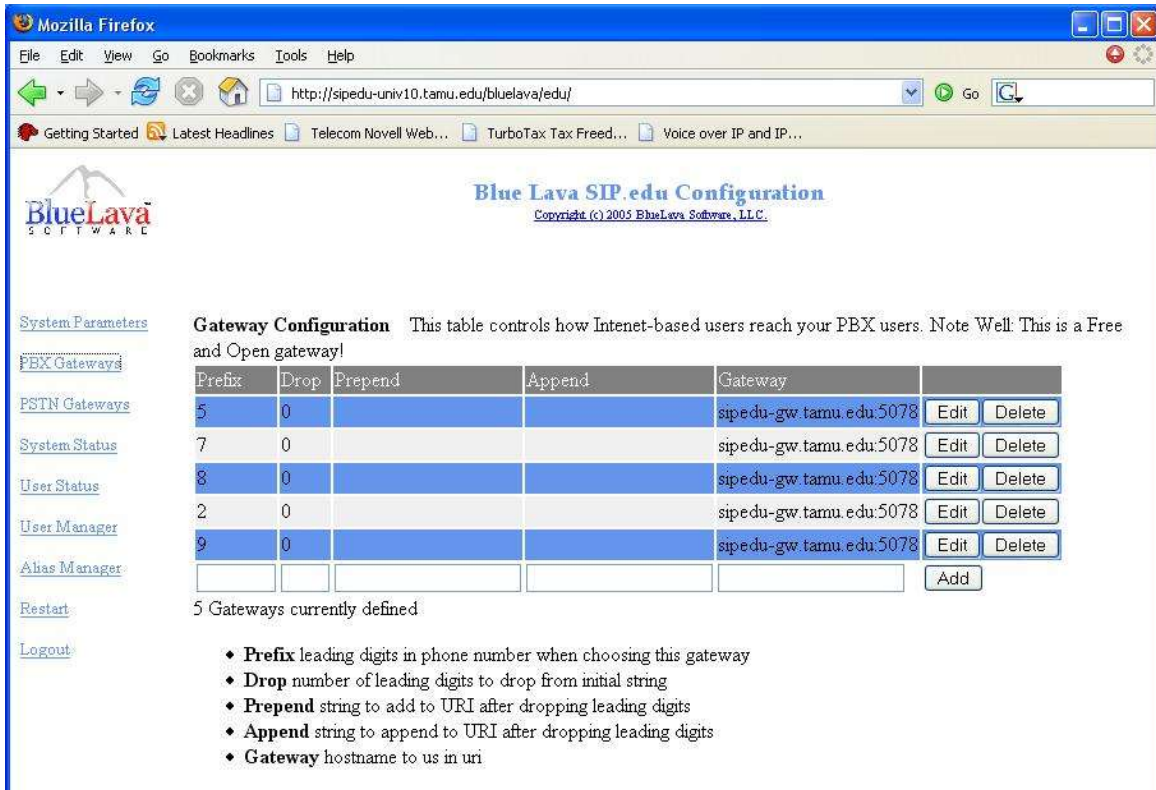 Mozilla Firefox
File Edit View Go Bookmarks Tools Help
http://sipedu-univ10.tamu.edu/bluelava/edu/ Go G
Getting Started Latest Headlines Telecom Novell Web... TurboTax Tax Freed... Voice over IP and IP...
BlueLava
SOFTWARE
Blue Lava SIP.edu Configuration
Copyright (c) 2005 BlueLava Software, LLC.
System Parameters
PBX Gateways
PSTN Gateways
System Status
User Status
User Manager
Alias Manager
Restart
Logout
Gateway Configuration This table controls how Intenet-based users reach your PBX users. Note Well: This is a Free
and Open gateway!
Prefix Drop Prepend Append Gateway
5 0 sipedu-gw.tamu.edu:5078 Edit Delete
7 0 sipedu-gw.tamu.edu:5078 Edit Delete
8 0 sipedu-gw.tamu.edu:5078 Edit Delete
2 0 sipedu-gw.tamu.edu:5078 Edit Delete
9 0 sipedu-gw.tamu.edu:5078 Edit Delete
Add
5 Gateways currently defined
• Prefix leading digits in phone number when choosing this gateway
• Drop number of leading digits to drop from initial string
• Prepend string to add to URI after dropping leading digits
• Append string to append to URI after dropping leading digits
• Gateway hostname to us in uri